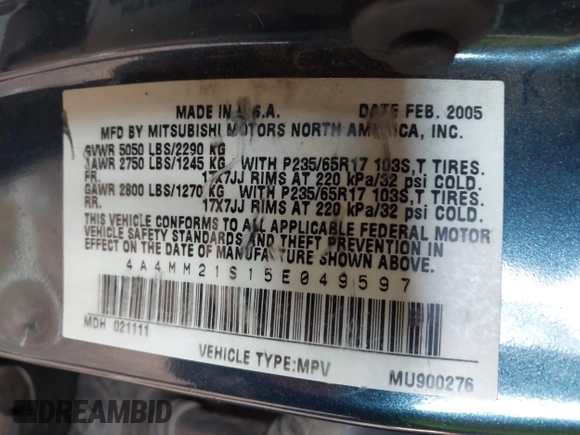 MADE IN U.S.A. DATE FEB. 2005
MFD BY MITSUBISHI MOTORS NORTH AMERICA, INC.
GVWR 5050 LBS/2290 KG
GAWR 2750 LBS/1245 KG WITH P235/65R17 103S,T TIRES.
FR. 17X7JJ RIMS AT 220 kPa/32 psi COLD.
GAWR 2800 LBS/1270 KG WITH P235/65R17 103S,T TIRES.
RR. 17X7JJ RIMS AT 220 kPa/32 psi COLD.
THIS VEHICLE CONFORMS TO ALL APPLICABLE FEDERAL MOTOR
VEHICLE SAFETY STANDARDS AND THEFT PREVENTION IN
EFFECT ON THE DATE OF MANUFACTURE SHOWN ABOVE.
4A4MM21S15E049597
MDH 021111
VEHICLE TYPE:MPV
MU900276
DREAMBID